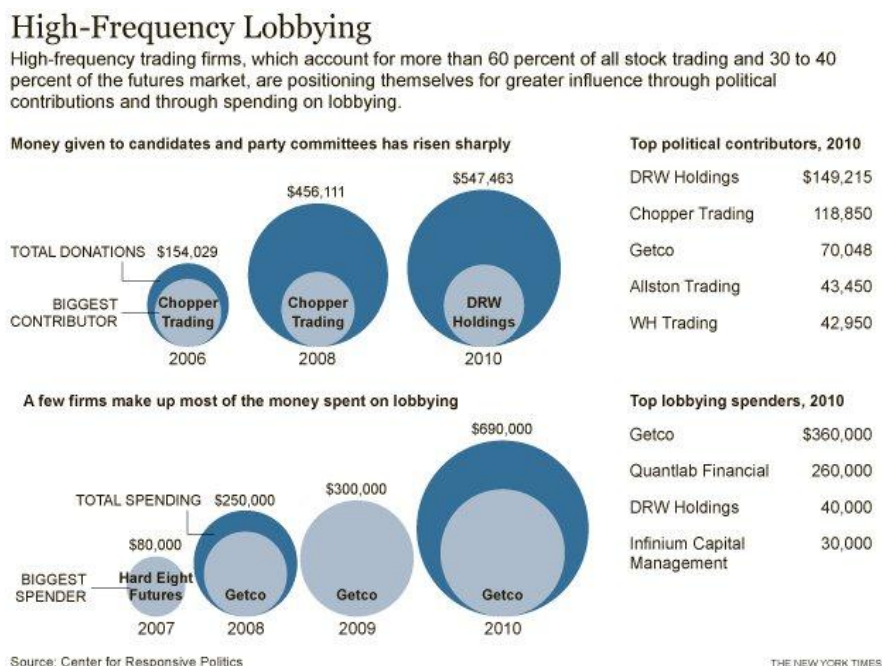 High-Frequency Lobbying
High-frequency trading firms, which account for more than 60 percent of all stock trading and 30 to 40
percent of the futures market, are positioning themselves for greater influence through political
contributions and through spending on lobbying.
Money given to candidates and party committees has risen sharply
$547,463
$456,111
TOTAL DONATIONS $154,029
BIGGEST
CONTRIBUTOR
Chopper
Trading
Chopper
Trading
DRW
Holdings
2006 2008 2010
Top political contributors, 2010
DRW Holdings $149,215
Chopper Trading 118,850
Getco 70,048
Allston Trading 43,450
WH Trading 42,950
A few firms make up most of the money spent on lobbying
$690,000
$300,000
TOTAL SPENDING $250,000
$80,000
BIGGEST
SPENDER
Hard Eight
Futures
Getco
Getco
Getco
2007 2008 2009 2010
Top lobbying spenders, 2010
Getco $360,000
Quantlab Financial 260,000
DRW Holdings 40,000
Infinium Capital 30,000
Management
Source: Center for Responsive Politics
THE NEW YORK TIMES